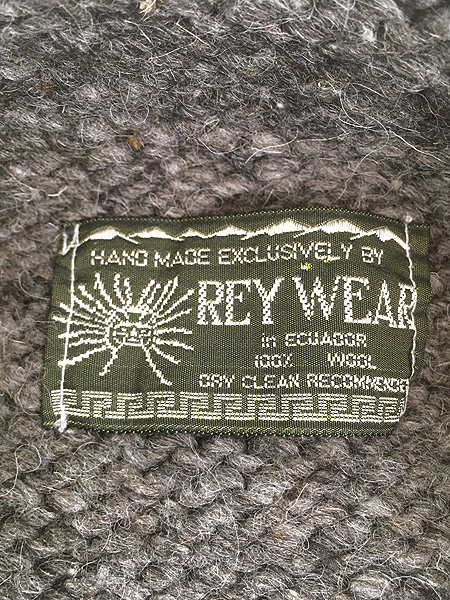 HAND MADE EXCLUSIVELY BY
REY WEAR
in ECUADOR
100% WOOL
DRY CLEAN RECOMMENDED